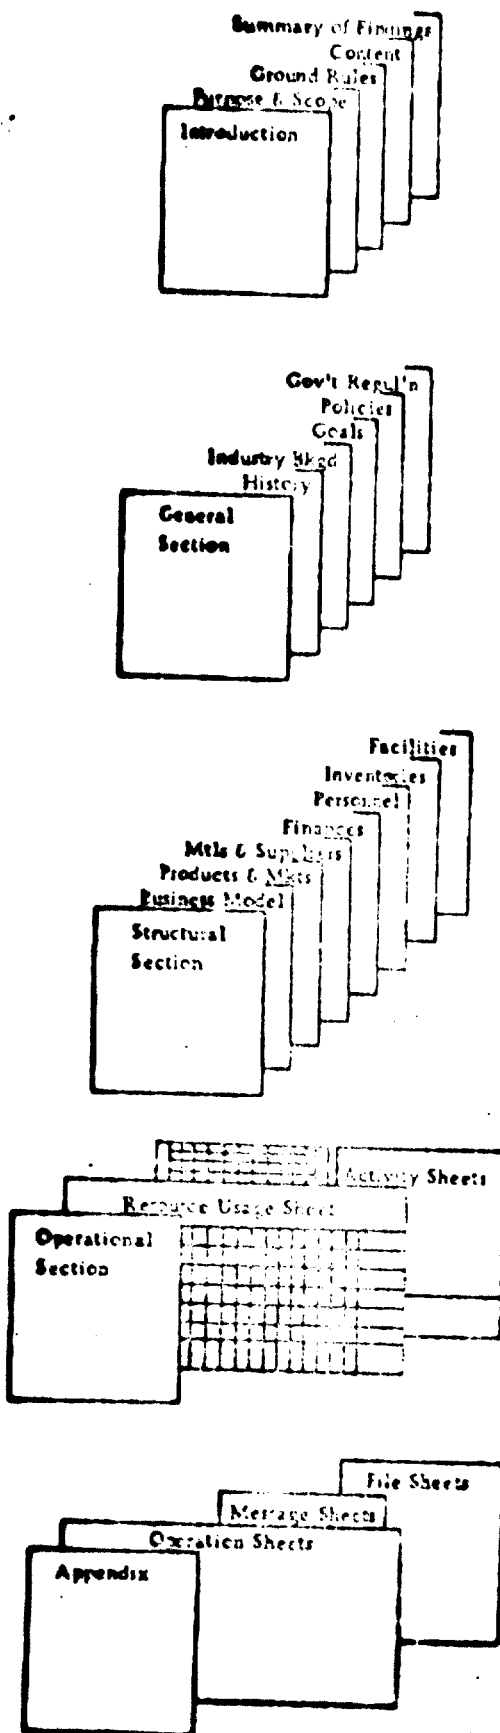 Summary of Findings
Content
Ground Rules
Purpose & Scope
Introduction
Gov't Regul'n
Policies
Goals
Industry Bkgd
History
General
Section
Facilities
Inventories
Personnel
Finances
Mtls & Suppliers
Products & Mkts
Business Model
Structural
Section
Activity Sheets
Resource Usage Sheet
Operational
Section
File Sheets
Message Sheets
Operation Sheets
Appendix